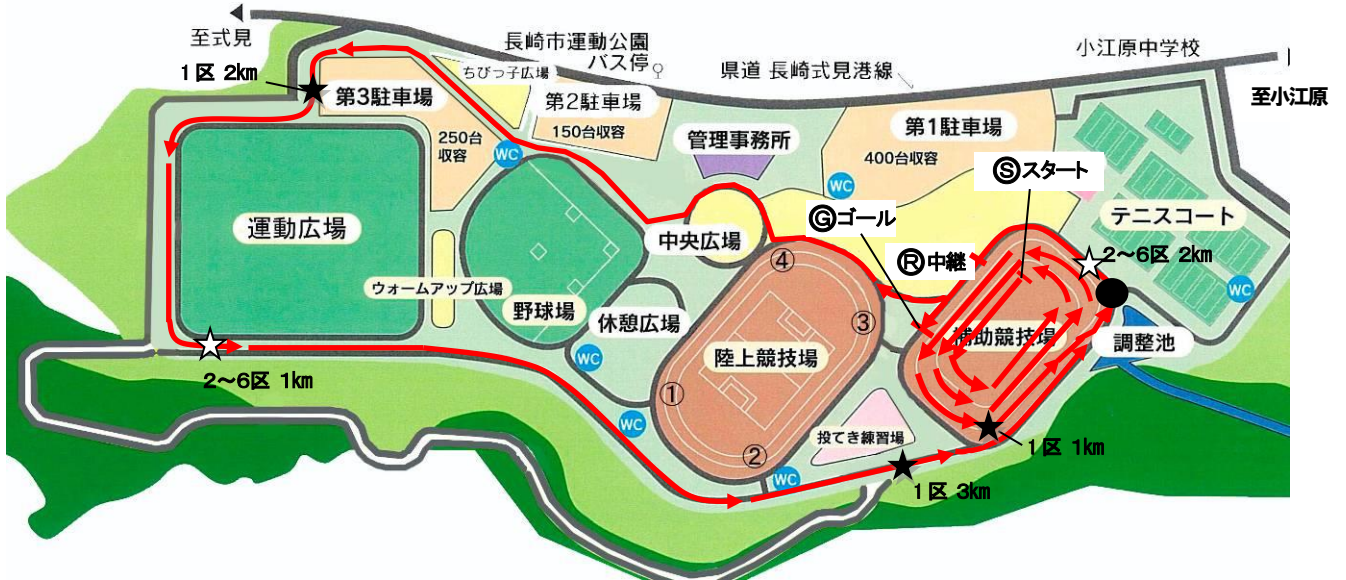 至式見
長崎市運動公園
バス停
小江原中学校
県道 長崎式見港線
至小江原
1区 2km
ちびっ子広場
第3駐車場
第2駐車場
150台収容
250台
収容
WC
管理事務所
第1駐車場
400台収容
WC
Ⓢスタート
Ⓖゴール
テニスコート
運動広場
中央広場
Ⓡ中継
2～6区 2km
④
ウォームアップ広場
野球場
休憩広場
WC
③
陸上競技場
補助競技場
調整池
WC
2～6区 1km
①
WC
投てき練習場
②
WC
1区 1km
1区 3km